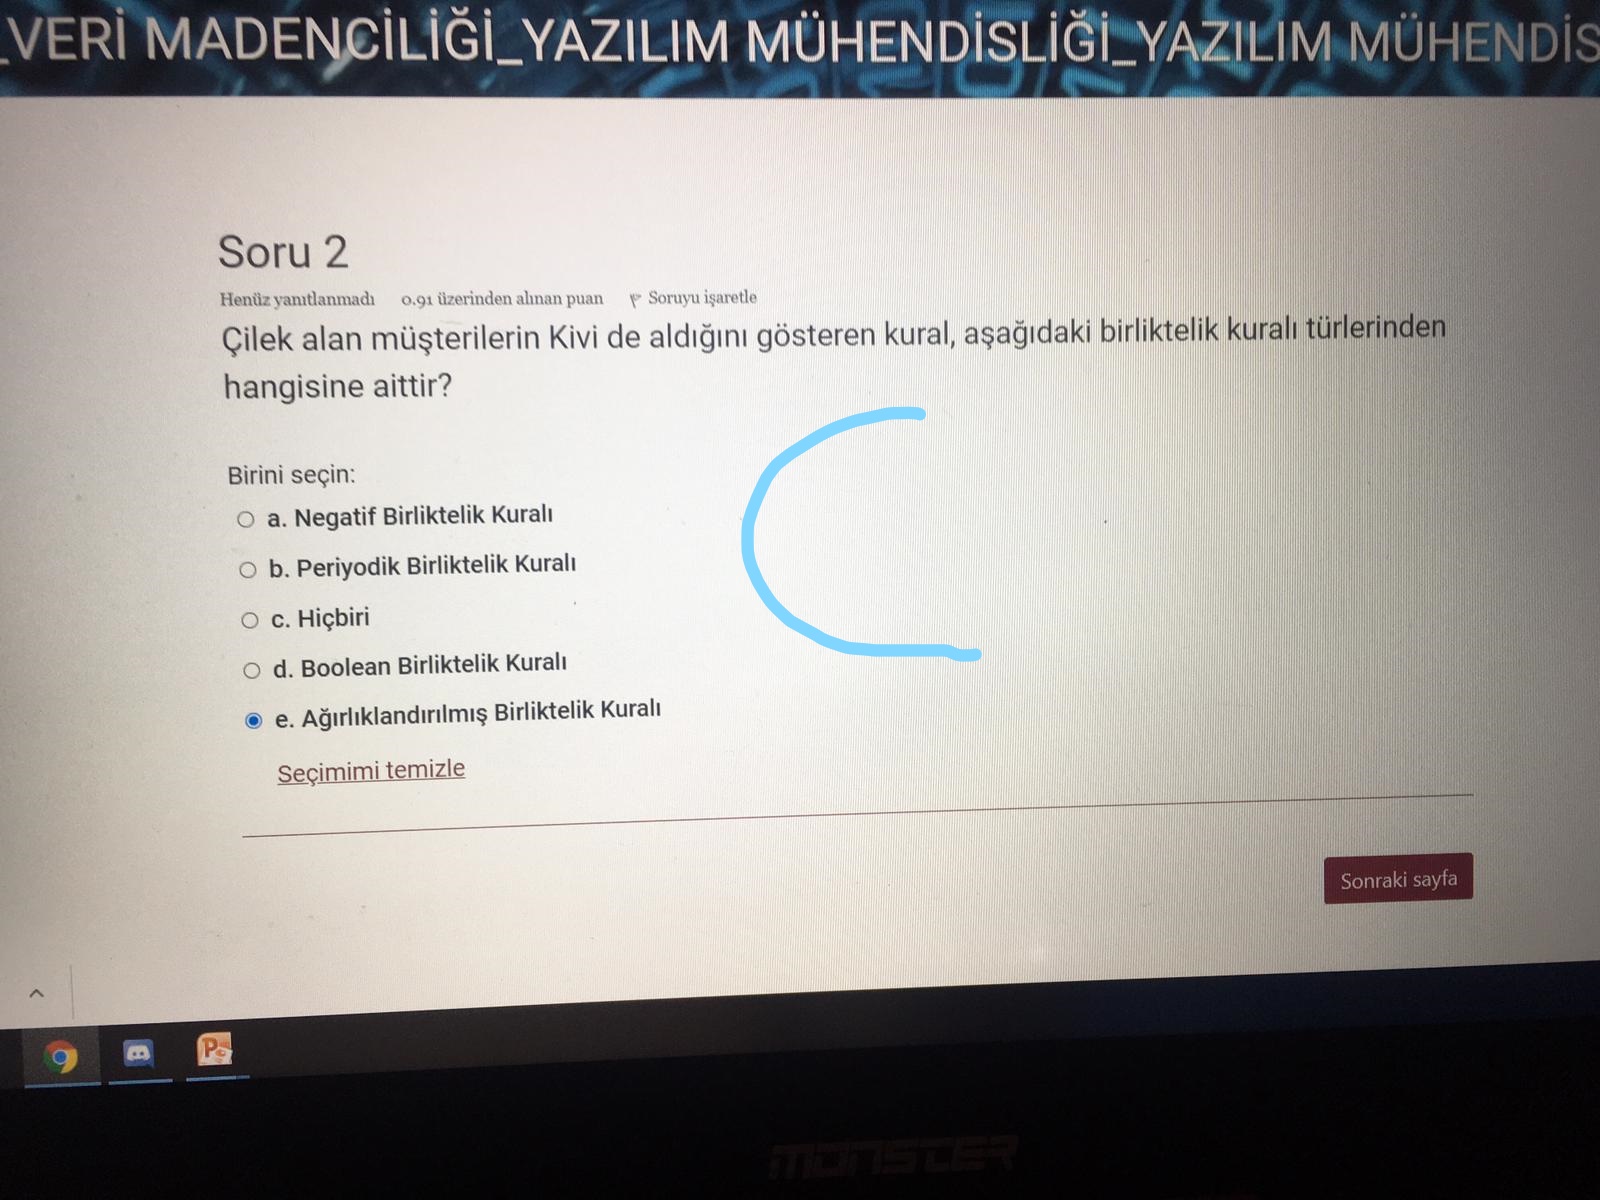 _VERİ MADENCİLİĞİ_YAZILIM MÜHENDİSLİĞİ_YAZILIM MÜHENDİS
Soru 2
Henüz yanıtlanmadı 0.91 üzerinden alınan puan Soruyu işaretle
Çilek alan müşterilerin Kivi de aldığını gösteren kural, aşağıdaki birliktelik kuralı türlerinden
hangisine aittir?
Birini seçin:
a. Negatif Birliktelik Kuralı
b. Periyodik Birliktelik Kuralı
c. Hiçbiri
d. Boolean Birliktelik Kuralı
e. Ağırlıklandırılmış Birliktelik Kuralı
Seçimimi temizle
Sonraki sayfa
MONSTER